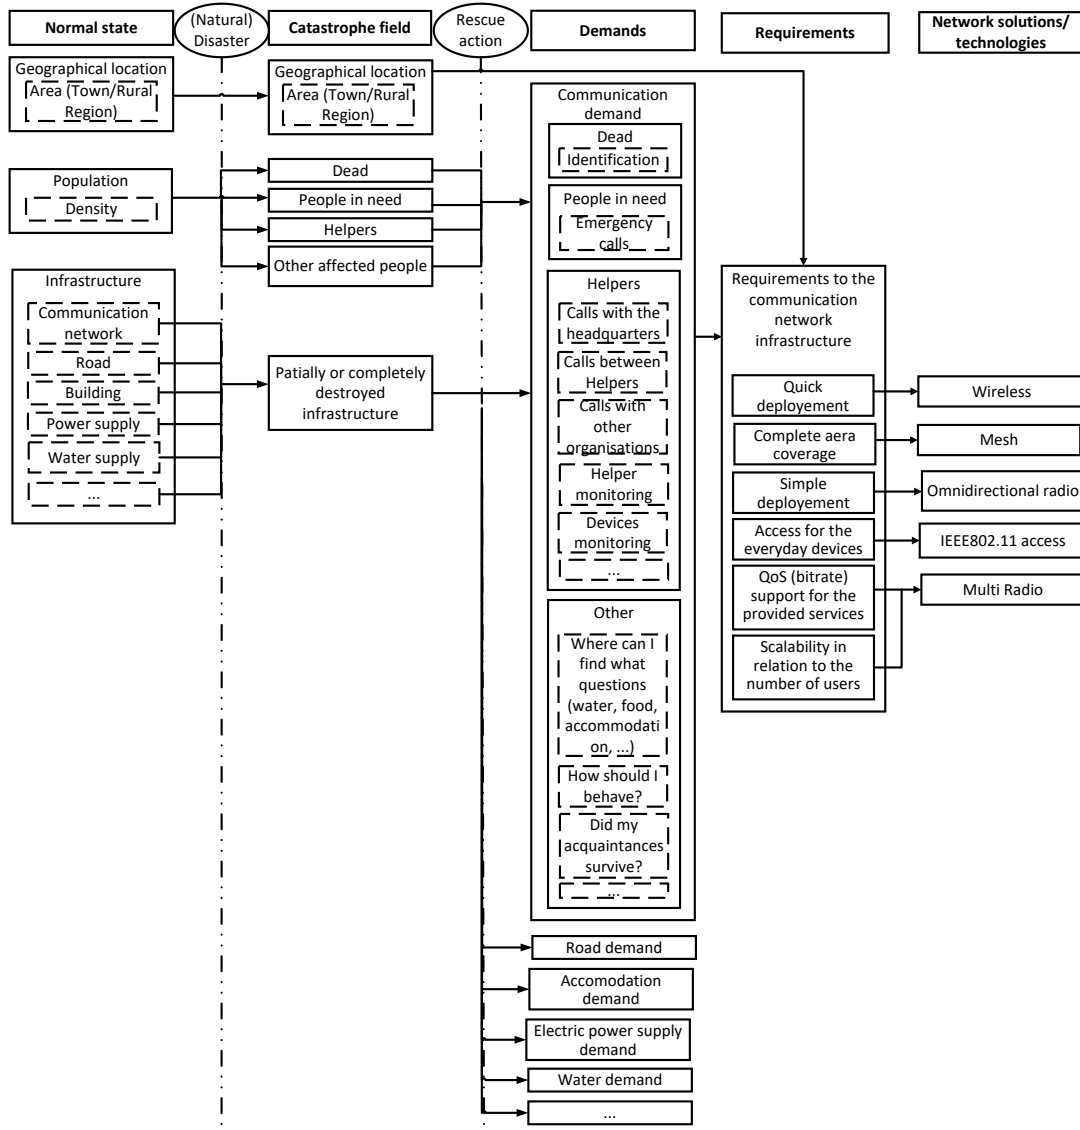 Normal state
(Natural)
Disaster
Catastrophe field
Rescue
action
Demands
Requirements
Network solutions/
technologies
Geographical location
Area (Town/Rural
Region)
Population
Density
Infrastructure
Communication
network
Road
Building
Power supply
Water supply
...
Geographical location
Area (Town/Rural
Region)
Dead
People in need
Helpers
Other affected people
Patially or completely
destroyed
infrastructure
Communication
demand
Dead
Identification
People in need
Emergency
calls
Helpers
Calls with the
headquarters
Calls between
Helpers
Calls with
other
organisations
Helper
monitoring
Devices
monitoring
...
Other
Where can I
find what
questions
(water, food,
accommodati
on, ...)
How should I
behave?
Did my
acquaintances
survive?
...
Road demand
Accomodation
demand
Electric power supply
demand
Water demand
...
Requirements to the
communication
network
infrastructure
Quick
deployement
Complete aera
coverage
Simple
deployement
Access for the
everyday devices
QoS (bitrate)
support for the
provided services
Scalability in
relation to the
number of users
Wireless
Mesh
Omnidirectional radio
IEEE802.11 access
Multi Radio